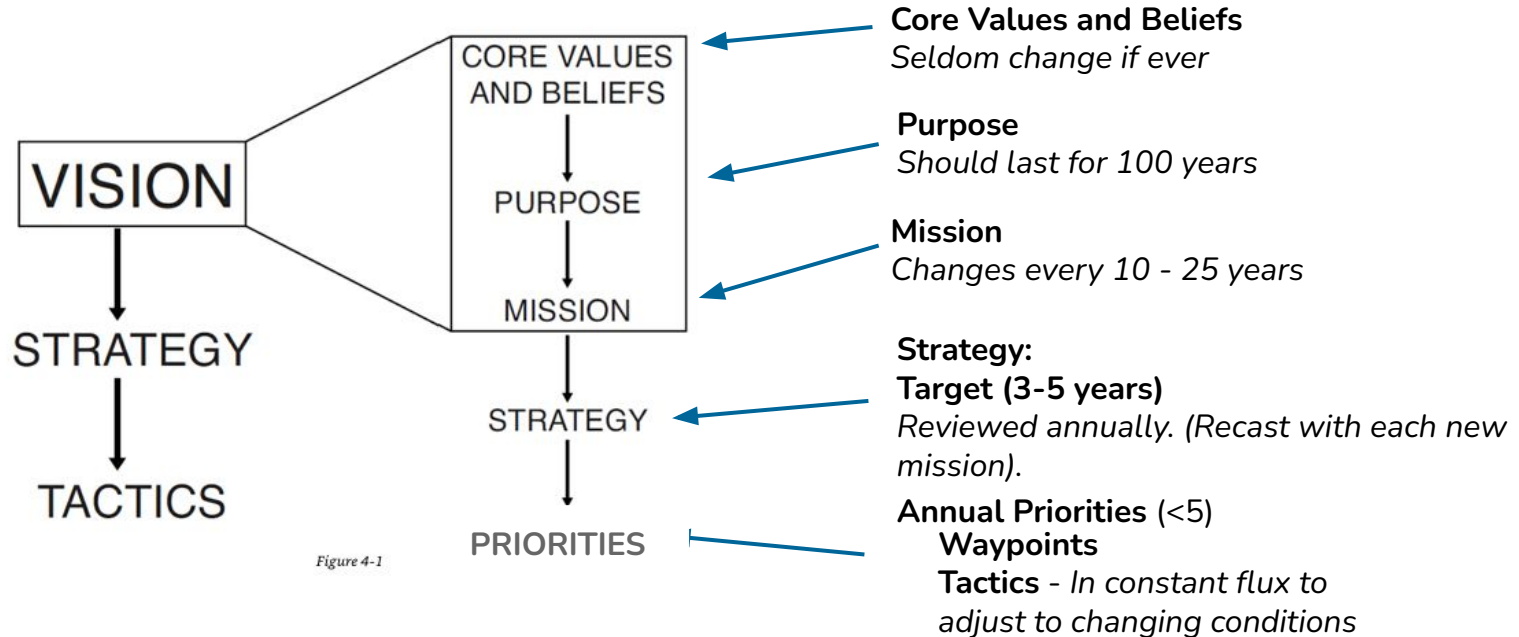 VISION
STRATEGY
TACTICS
Figure 4-1
CORE VALUES
AND BELIEFS
PURPOSE
MISSION
STRATEGY
PRIORITIES
Core Values and Beliefs
Seldom change if ever
Purpose
Should last for 100 years
Mission
Changes every 10 - 25 years
Strategy:
Target (3-5 years)
Reviewed annually. (Recast with each new
mission).
Annual Priorities (<5)
Waypoints
Tactics - In constant flux to
adjust to changing conditions